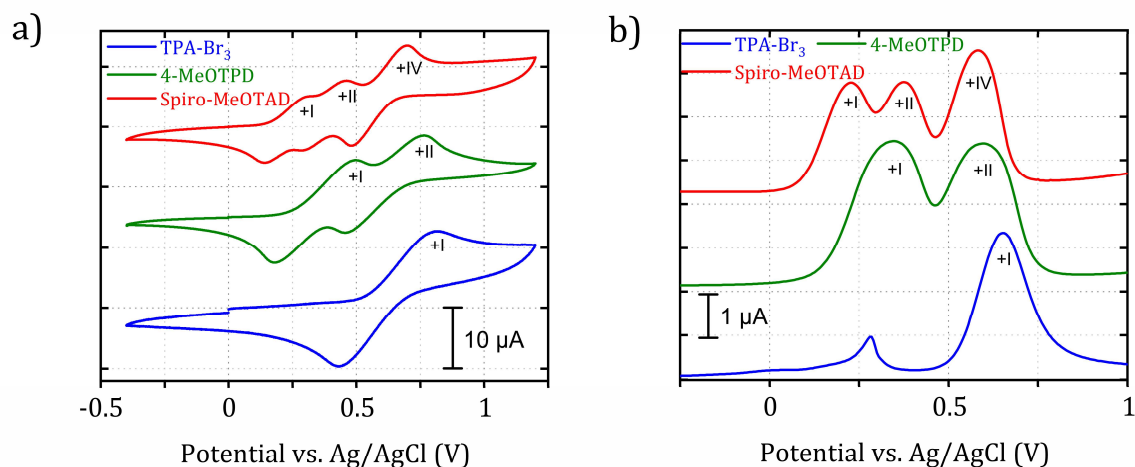 a)
TPA-Br₃
4-MeOTPD
Spiro-MeOTAD
+I
+II
+IV
+I
+II
+I
10 µA
-0.5 0 0.5 1
Potential vs. Ag/AgCl (V)
b)
TPA-Br₃ 4-MeOTPD
Spiro-MeOTAD
+I
+II
+IV
+I
+II
+I
1 µA
0 0.5 1
Potential vs. Ag/AgCl (V)